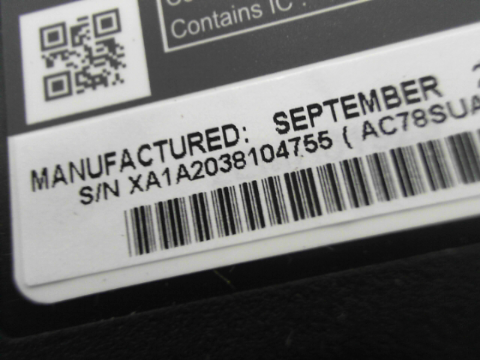 Contains IC
MANUFACTURED: SEPTEMBER
S/N XA1A2038104755 ( AC78SUA